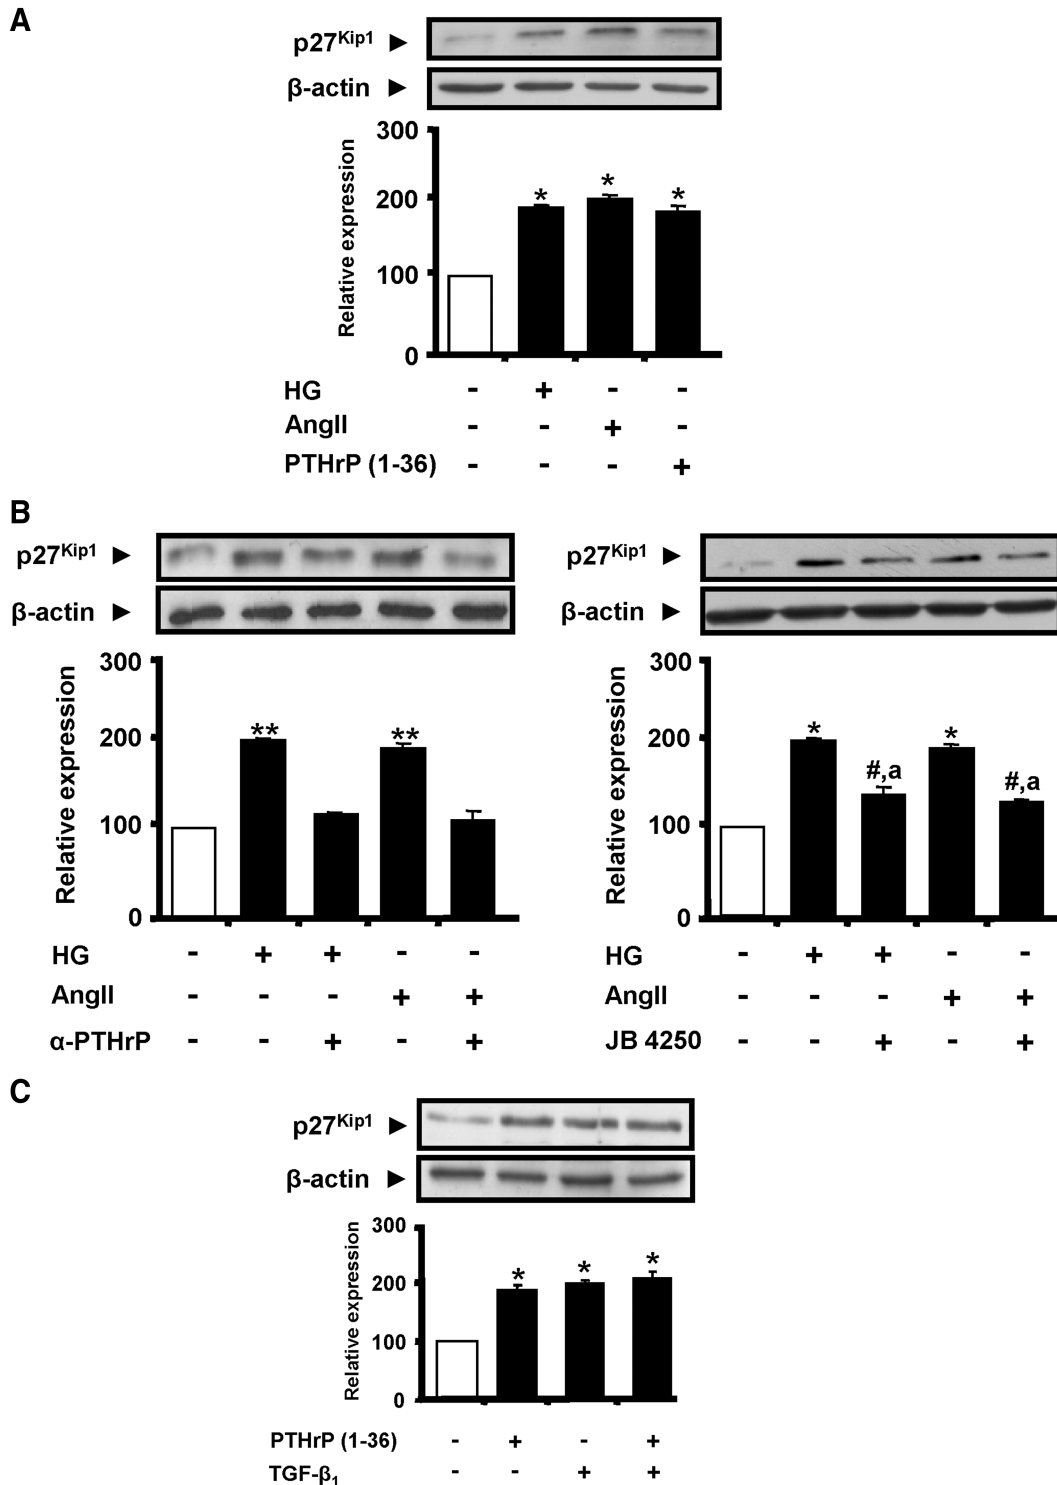 A
p27Kip1 ►
β-actin ►
300
200
100
0
Relative expression
* * *
HG - + - -
AngII - - + -
PTHrP (1-36) - - - +
B
p27Kip1 ►
β-actin ►
300
200
100
0
Relative expression
** **
HG - + + - -
AngII - - - + +
α-PTHrP - - + - +
p27Kip1 ►
β-actin ►
300
200
100
0
Relative expression
* #,a * #,a
HG - + + - -
AngII - - - + +
JB 4250 - - + - +
C
p27Kip1 ►
β-actin ►
300
200
100
0
Relative expression
* * *
PTHrP (1-36) - + - +
TGF-β1 - - + +